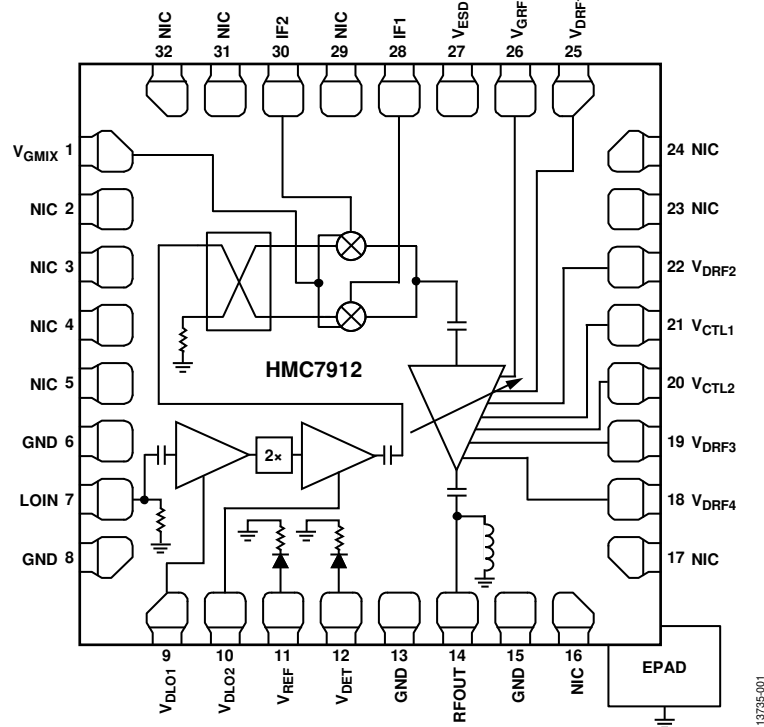 NIC
NIC
IF2
NIC
IF1
VESD
VGRF
VDRF1
32
31
30
29
28
27
26
25
VGMIX 1
NIC 2
NIC 3
NIC 4
NIC 5
GND 6
LOIN 7
GND 8
24 NIC
23 NIC
22 VDRF2
21 VCTL1
20 VCTL2
19 VDRF3
18 VDRF4
17 NIC
HMC7912
2×
9
10
11
12
13
14
15
16
VDLO1
VDLO2
VREF
VDET
GND
RFOUT
GND
NIC
EPAD
13735-001